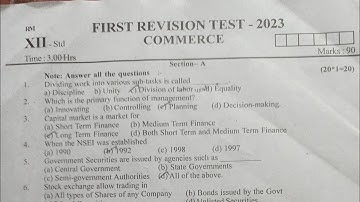 RM
FIRST REVISION TEST - 2023
XII - Std
COMMERCE
Time : 3.00 Hrs
Marks : 90
Section - A
Note: Answer all the questions
(20*1=20)
1. Dividing work into various sub-tasks is called
a) Discipline b) Unity c) Division of labor d) Equality
2. Which is the primary function of management?
a) Innovating b) Controlling c) Planning d) Decision-making.
3. Capital market is a market for
a) Short Term Finance b) Medium Term Finance
c) Long Term Finance d) Both Short Term and Medium Term Finance
4. When the NSEI was established
(a) 1990 (b) 1992 (c) 1998 (d) 1997
5. Government Securities are issued by agencies such as
(a) Central Government (b) State Governments
(c) Semi-government Authorities (d) All of the above.
6. Stock exchange allow trading in
(a) All types of Shares of any Company (b) Bonds issued by the Govt
(d) Unlisted Securities